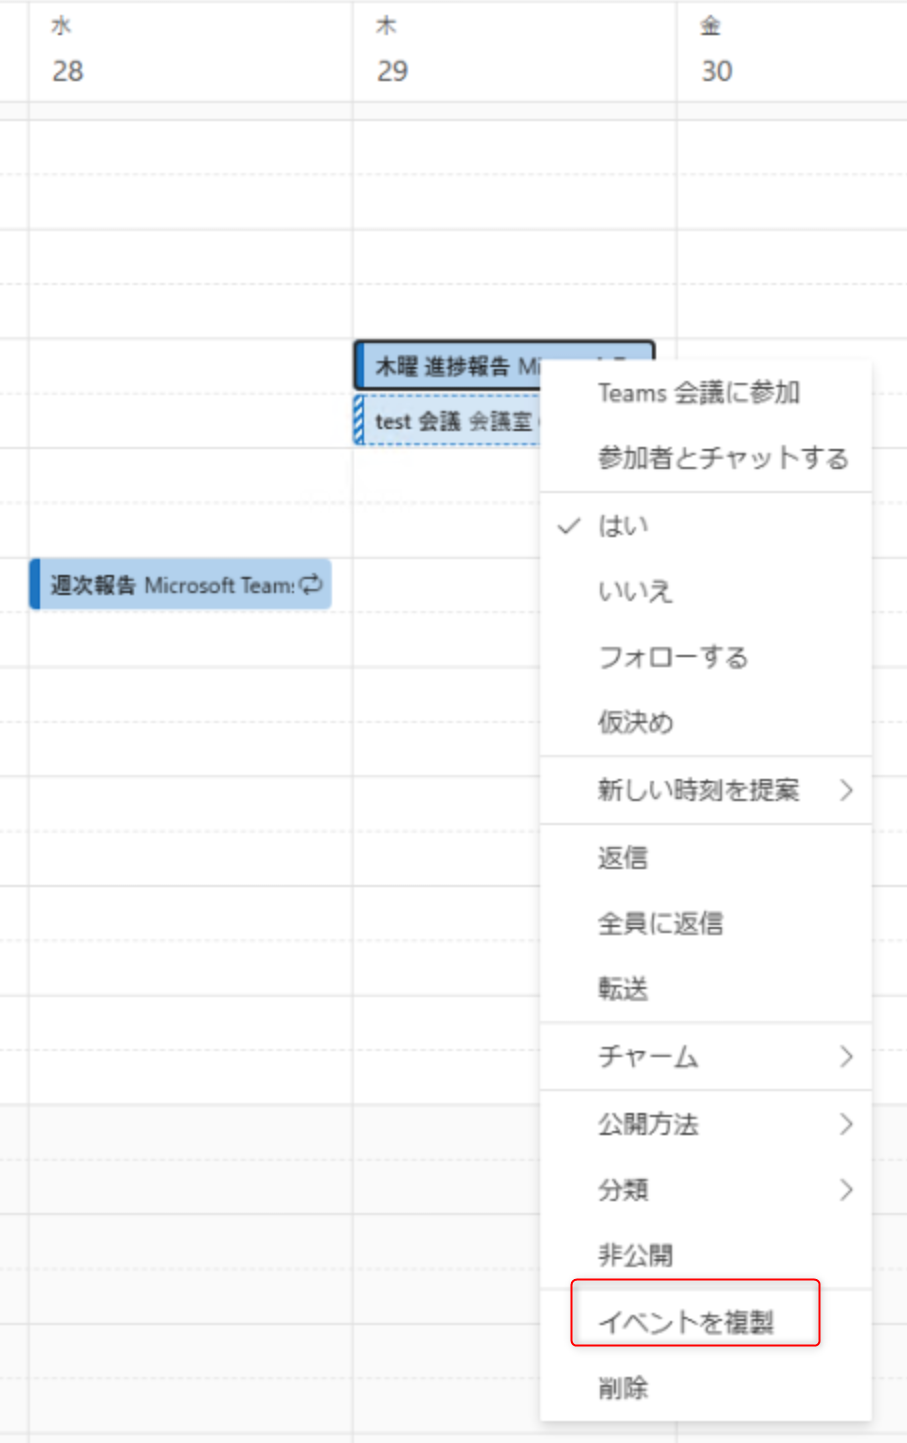 水
28
木
29
金
30
木曜 進捗報告
test 会議 会議室
週次報告 Microsoft Team
Teams 会議に参加
参加者とチャットする
はい
いいえ
フォローする
仮決め
新しい時刻を提案
返信
全員に返信
転送
チャーム
公開方法
分類
非公開
イベントを複製
削除